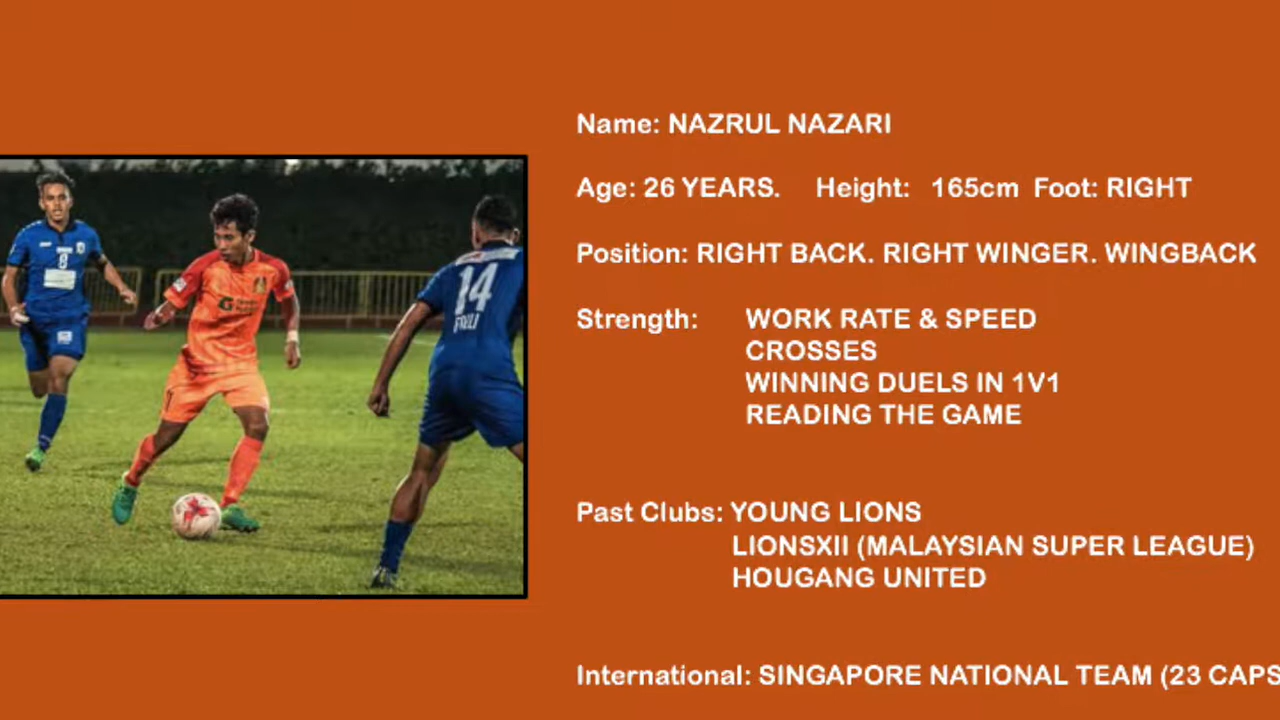 Name: NAZRUL NAZARI
Age: 26 YEARS. Height: 165cm Foot: RIGHT
Position: RIGHT BACK. RIGHT WINGER. WINGBACK
Strength: WORK RATE & SPEED
CROSSES
WINNING DUELS IN 1V1
READING THE GAME
Past Clubs: YOUNG LIONS
LIONSXII (MALAYSIAN SUPER LEAGUE)
HOUGANG UNITED
International: SINGAPORE NATIONAL TEAM (23 CAPS
8
14